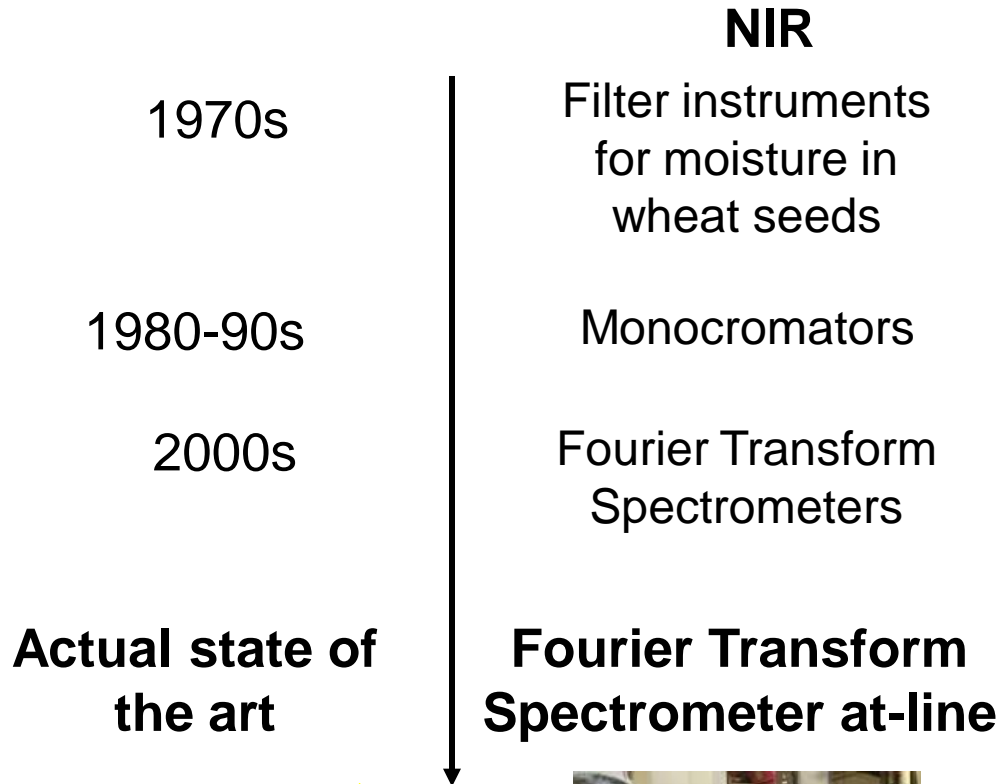 NIR
1970s
Filter instruments
for moisture in
wheat seeds
1980-90s
Monocromators
2000s
Fourier Transform
Spectrometers
Actual state of
the art
Fourier Transform
Spectrometer at-line